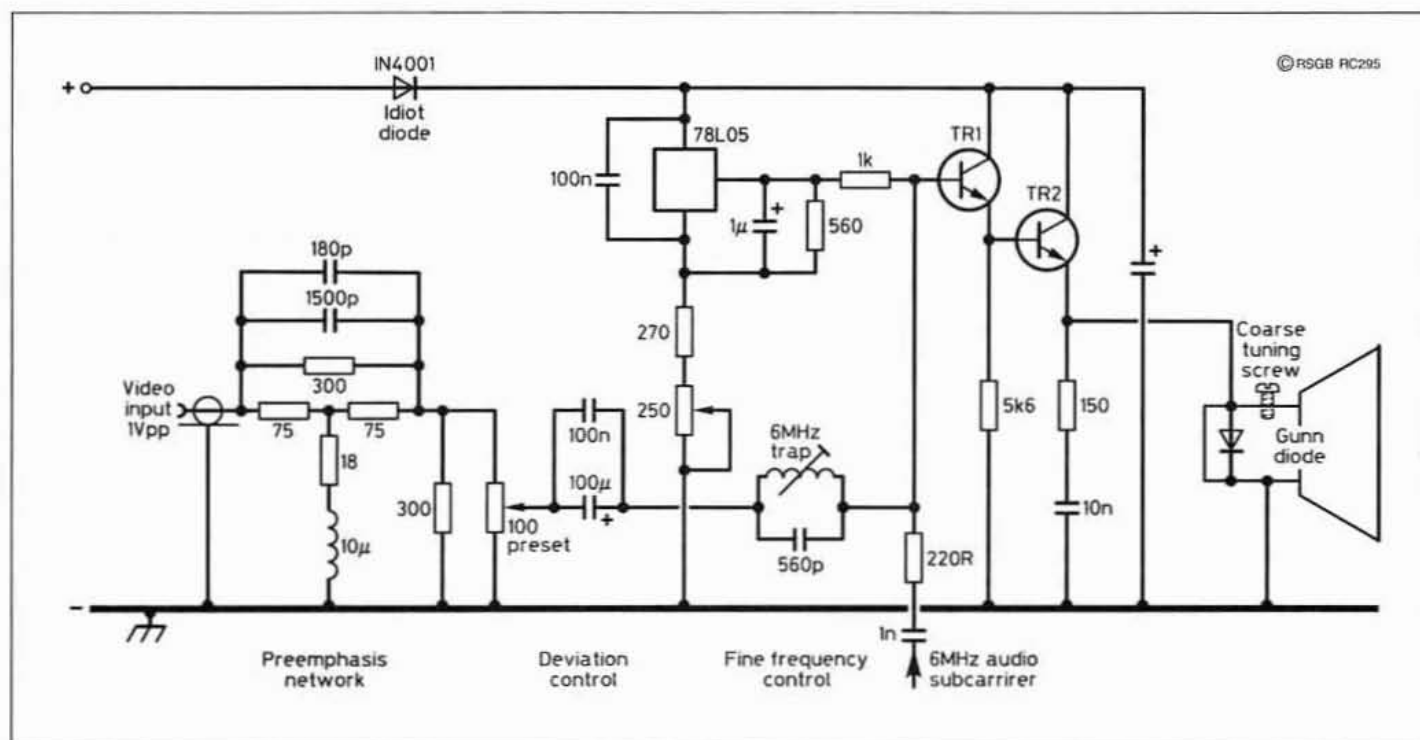 IN4001
©RSGB RC295
+
Idiot
diode
78L05
TR1
1k
100n
TR2
+
1µ
560
180p
+
1500p
270
Coarse
tuning
screw
300
Video
input
1Vpp
75
75
100n
250
5k6
150
6MHz
trap
Gunn
diode
18
100µ
+
300
100
preset
10n
10µ
560p
220R
-
1n
Preemphasis
network
Deviation
control
Fine frequency
control
6MHz audio
subcarrirer